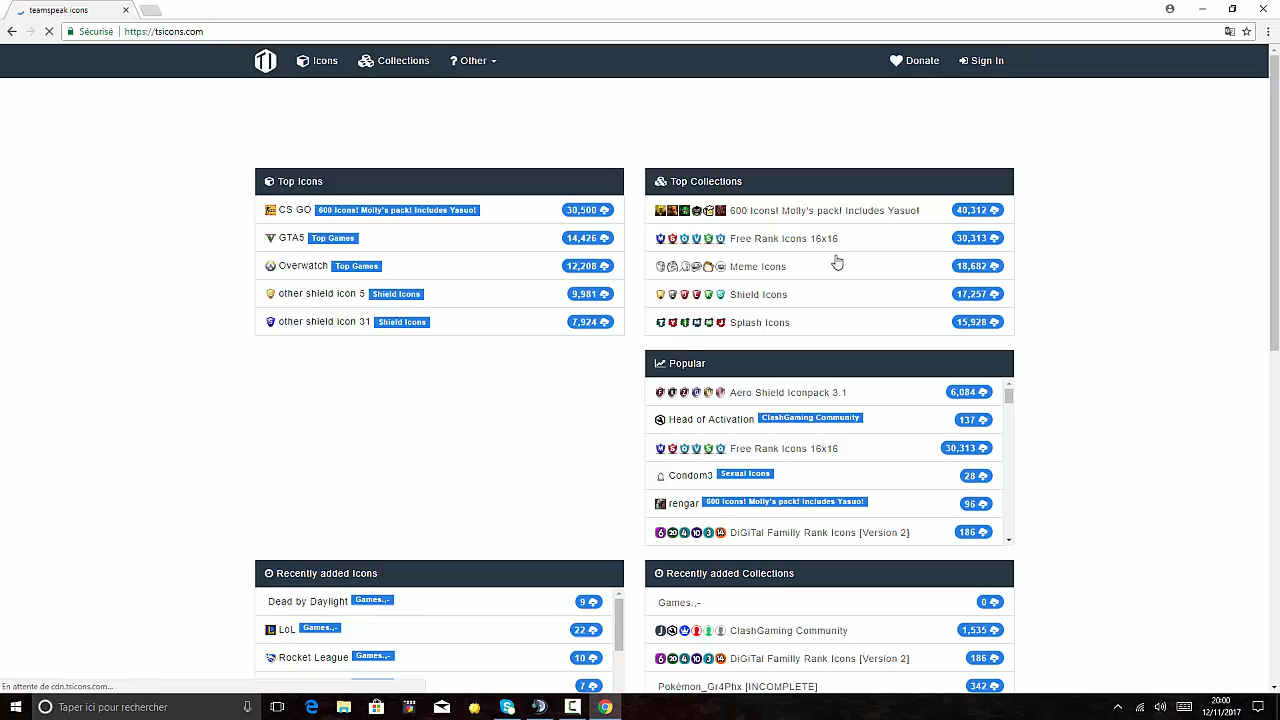 teamspeak icons
Sécurisé https://tsicons.com
Icons Collections ? Other Donate Sign In
Top Icons
CS GO 600 Icons! Molly's pack! Includes Yasuo! 30,500
GTA5 Top Games 14,426
Overwatch Top Games 12,208
other shield icon 5 Shield Icons 9,981
other shield icon 31 Shield Icons 7,924
Top Collections
600 Icons! Molly's pack! Includes Yasuo! 40,312
Free Rank Icons 16x16 30,313
Meme Icons 18,682
Shield Icons 17,257
Splash Icons 15,928
Popular
Aero Shield Iconpack 3.1 6,084
Head of Activation ClashGaming Community 137
Free Rank Icons 16x16 30,313
Condom3 Sexual Icons 28
rengar 600 Icons! Molly's pack! Includes Yasuo! 96
DiGiTal Familly Rank Icons [Version 2] 186
Recently added Icons
Dead by Daylight Games.,- 9
LoL Games.,- 22
Rocket League Games.,- 10
7
Recently added Collections
Games.,- 0
ClashGaming Community 1,535
DiGiTal Familly Rank Icons [Version 2] 186
Pokémon_Gr4Phx [INCOMPLETE] 342
En attente de cdn.tsicons.com...
Taper ici pour rechercher
20:00
12/11/2017